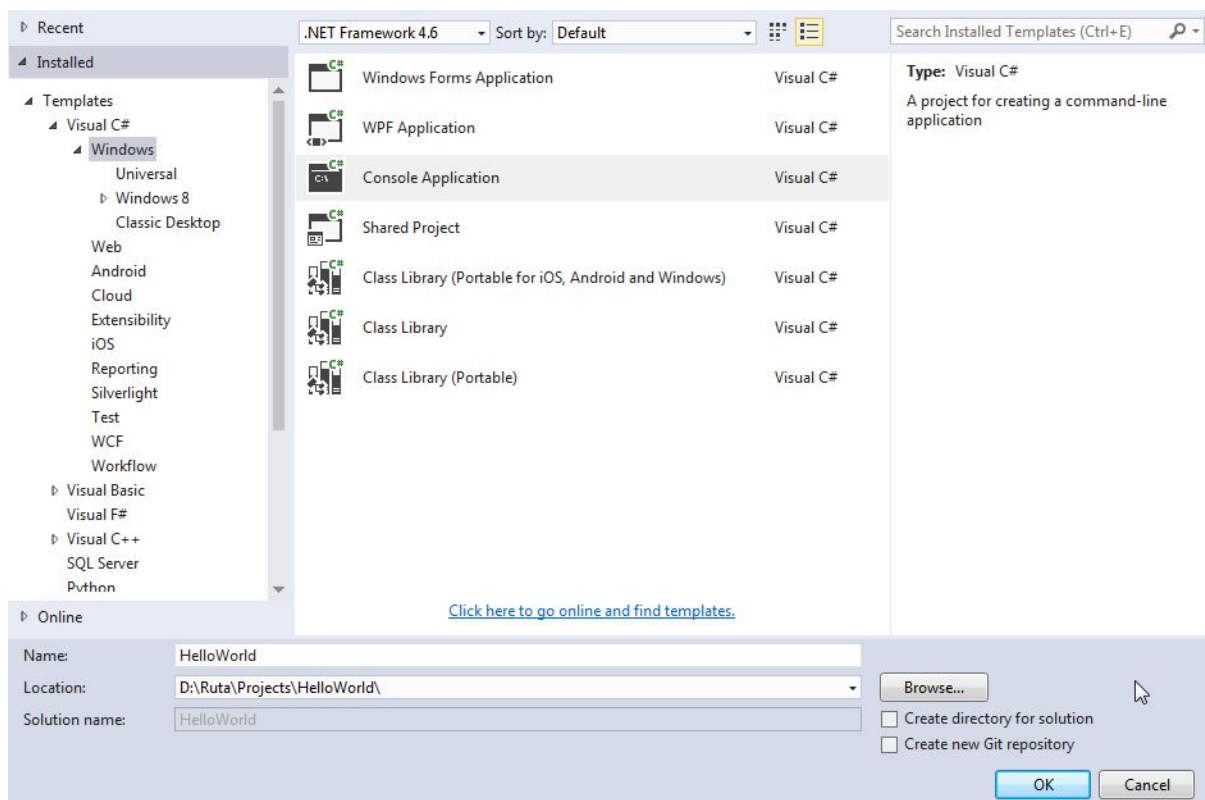 Recent
Installed
.NET Framework 4.6 Sort by: Default
Search Installed Templates (Ctrl+E)
Templates
Visual C#
Windows
Universal
Windows 8
Classic Desktop
Web
Android
Cloud
Extensibility
iOS
Reporting
Silverlight
Test
WCF
Workflow
Visual Basic
Visual F#
Visual C++
SQL Server
Python
Online
C# Windows Forms Application Visual C#
C# WPF Application Visual C#
C# C:\ Console Application Visual C#
C# Shared Project Visual C#
C# Class Library (Portable for iOS, Android and Windows) Visual C#
C# Class Library Visual C#
C# Class Library (Portable) Visual C#
Click here to go online and find templates.
Type: Visual C#
A project for creating a command-line
application
Name: HelloWorld
Location: D:\Ruta\Projects\HelloWorld\ Browse...
Solution name: HelloWorld
Create directory for solution
Create new Git repository
OK Cancel